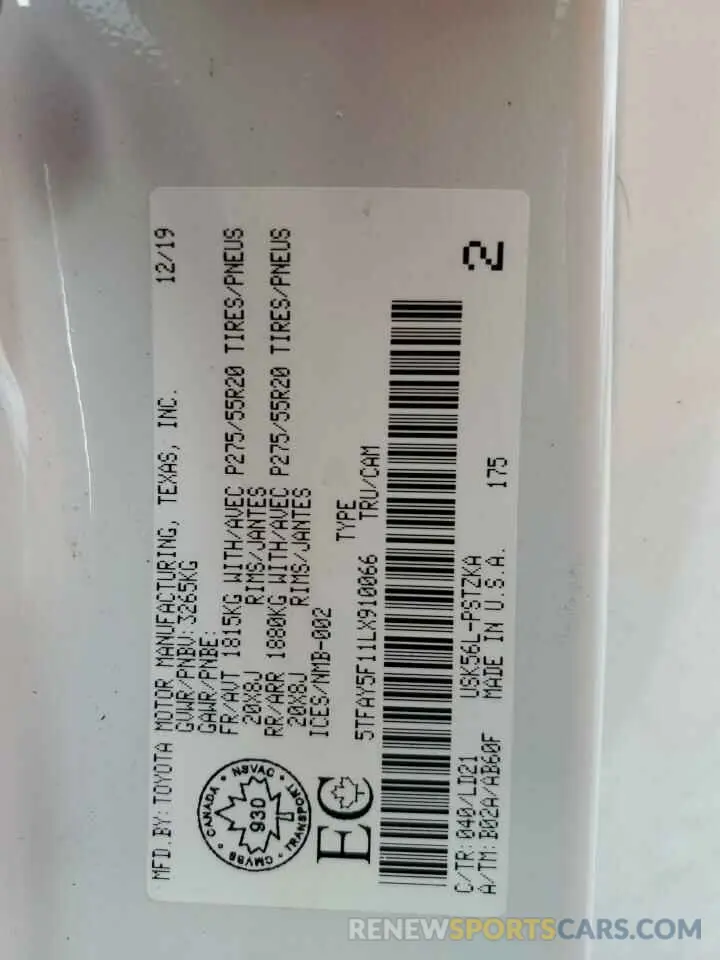 MFD.BY: TOYOTA MOTOR MANUFACTURING, TEXAS, INC. 12/19
GVWR/PNBV: 3265KG
GAWR/PNBE:
FR/AVT 1815KG WITH/AVEC P275/55R20 TIRES/PNEUS
20X8J RIMS/JANTES
RR/ARR 1880KG WITH/AVEC P275/55R20 TIRES/PNEUS
20X8J RIMS/JANTES
ICES/NMB-002
TYPE
5TFAY5F11LX910066 TRU/CAM
CANADA
NSVAC
930
CMVSS
TRANSPORT
EC
2
C/TR: 040/LD21 USK56L-PSTZKA 175
A/TM: B02A/AB60F MADE IN U.S.A.
RENEWSPORTSCARS.COM